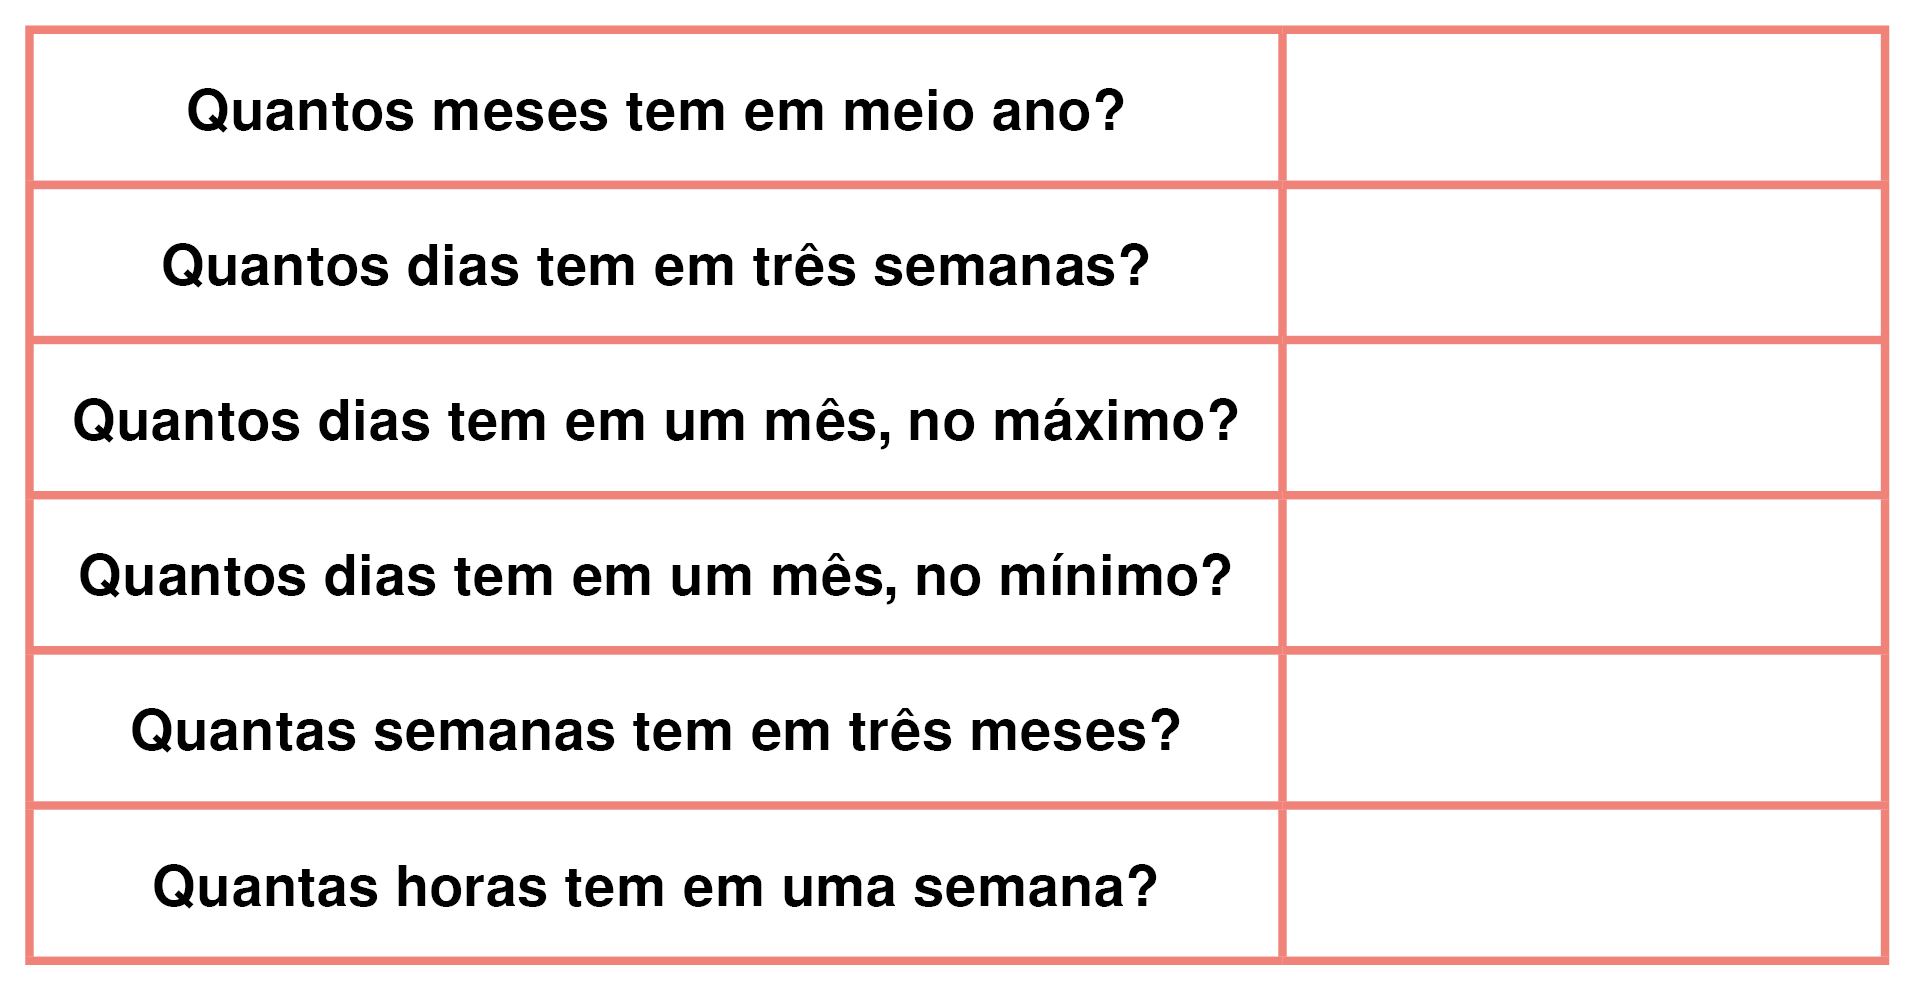 Quantos meses tem em meio ano?
Quantos dias tem em três semanas?
Quantos dias tem em um mês, no máximo?
Quantos dias tem em um mês, no mínimo?
Quantas semanas tem em três meses?
Quantas horas tem em uma semana?